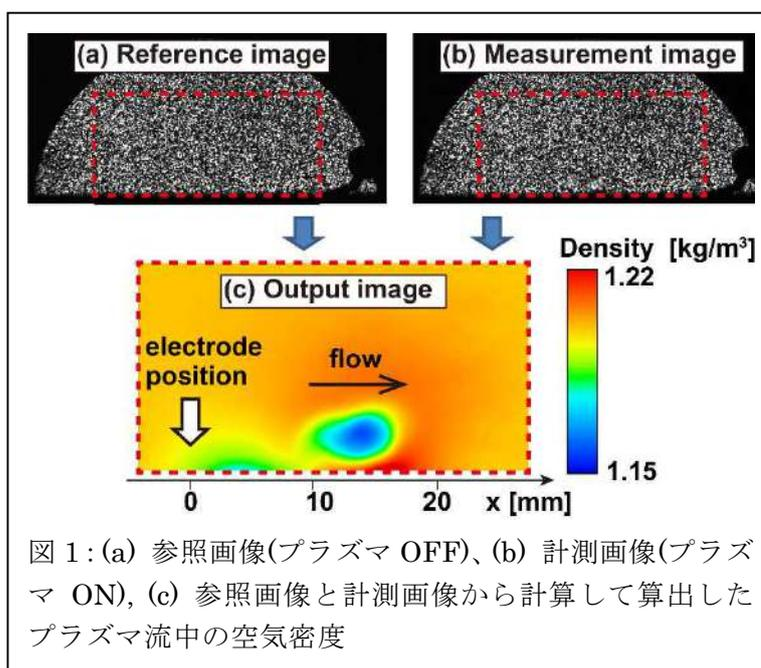 (a) Reference image
(b) Measurement image
Density [kg/m³]
1.22
(c) Output image
electrode
position
flow
1.15
0 10 20 x [mm]
図 1 : (a) 参照画像(プラズマ OFF)、(b) 計測画像(プラズ
マ ON), (c) 参照画像と計測画像から計算して算出した
プラズマ流中の空気密度